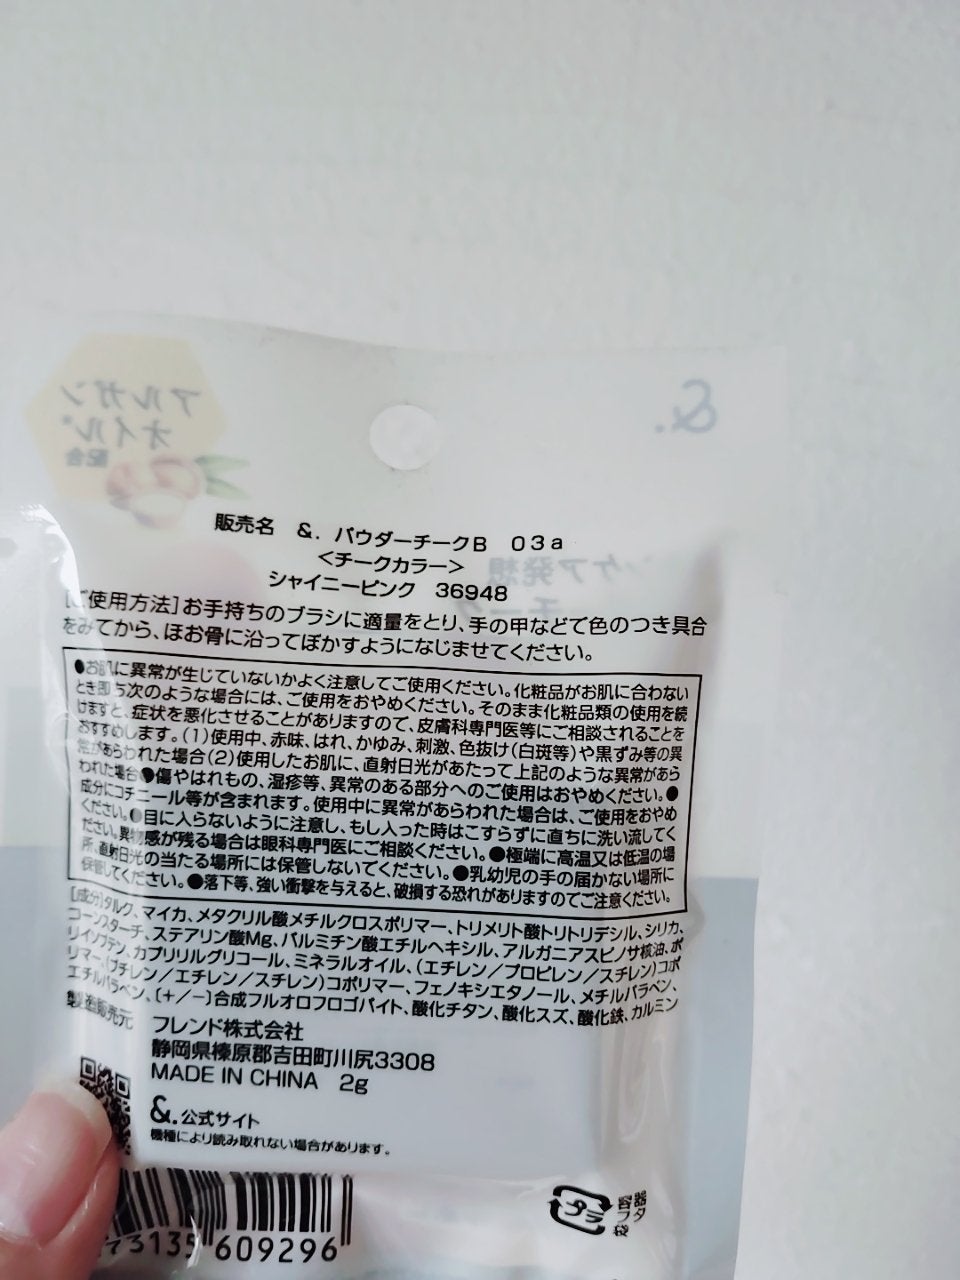 アルガン
オイル*
配合
&.
販売名 &. パウダーチークB 03a
<チークカラー>
シャイニーピンク 36948
ケア発想
チーク
[ご使用方法]お手持ちのブラシに適量をとり、手の甲などで色のつき具合
をみてから、ほお骨に沿ってぼかすようになじませてください。
●お肌に異常が生じていないかよく注意してご使用ください。化粧品がお肌に合わない
とき即ち次のような場合には、ご使用をおやめください。そのまま化粧品類の使用を続
けますと、症状を悪化させることがありますので、皮膚科専門医等にご相談されることを
おすすめします。(1)使用中、赤味、はれ、かゆみ、刺激、色抜け(白斑等)や黒ずみ等の異
常があらわれた場合(2)使用したお肌に、直射日光があたって上記のような異常があら
われた場合●傷やはれもの、湿疹等、異常のある部分へのご使用はおやめください。●
成分にコチニール等が含まれます。使用中に異常があらわれた場合は、ご使用をおやめ
ください。●目に入らないように注意し、もし入った時はこすらずに直ちに洗い流してく
ださい。異物感が残る場合は眼科専門医にご相談ください。●極端に高温又は低温の場
所、直射日光の当たる場所には保管しないでください。●乳幼児の手の届かない場所に
保管してください。●落下等、強い衝撃を与えると、破損する恐れがありますのでご注意ください。
[成分]タルク、マイカ、メタクリル酸メチルクロスポリマー、トリメリト酸トリトリデシル、シリカ、
コーンスターチ、ステアリン酸Mg、パルミチン酸エチルヘキシル、アルガニアスピノサ核油、ポ
リイソブテン、カプリリルグリコール、ミネラルオイル、(エチレン／プロピレン／スチレン)コポ
リマー、(ブチレン／エチレン／スチレン)コポリマー、フェノキシエタノール、メチルパラベン、
エチルパラベン、[+/-]合成フルオロフロゴパイト、酸化チタン、酸化スズ、酸化鉄、カルミン
製造販売元 フレンド株式会社
静岡県榛原郡吉田町川尻3308
MADE IN CHINA 2g
&.公式サイト
機種により読み取れない場合があります。
73135 609296
プラ
容器
フタ
袋